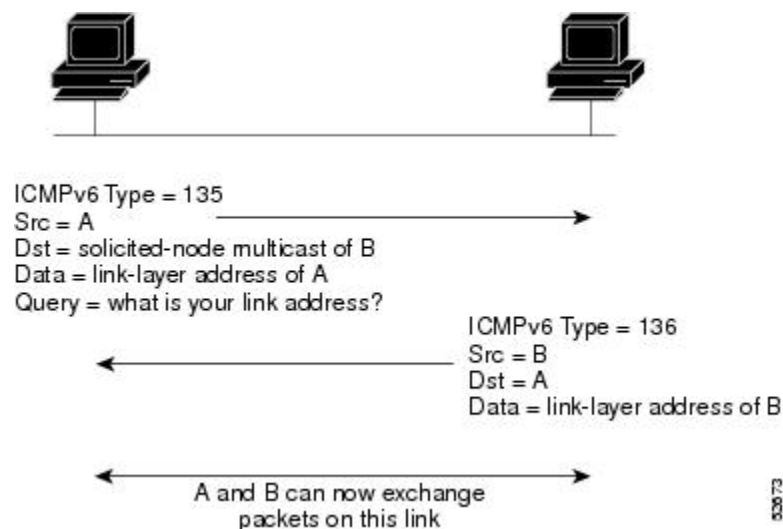 ICMPv6 Type = 135
Src = A
Dst = solicited-node multicast of B
Data = link-layer address of A
Query = what is your link address?
ICMPv6 Type = 136
Src = B
Dst = A
Data = link-layer address of B
A and B can now exchange
packets on this link